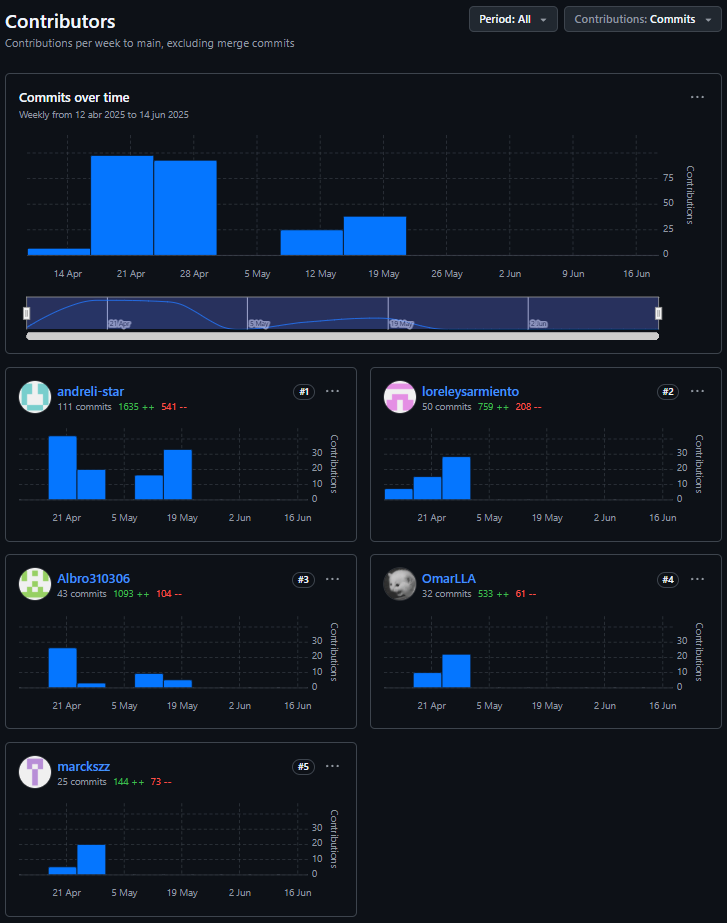 Contributors
Period: All
Contributions: Commits
Contributions per week to main, excluding merge commits
Commits over time
Weekly from 12 abr 2025 to 14 jun 2025
75
50
25
0
Contributions
14 Apr 21 Apr 28 Apr 5 May 12 May 19 May 26 May 2 Jun 9 Jun 16 Jun
21 Apr 5 May 19 May 2 Jun
andreli-star
#1
111 commits 1635 ++ 541 --
30
20
10
0
Contributions
21 Apr 5 May 19 May 2 Jun 16 Jun
loreleysarmiento
#2
50 commits 759 ++ 208 --
30
20
10
0
Contributions
21 Apr 5 May 19 May 2 Jun 16 Jun
Albro310306
#3
43 commits 1093 ++ 104 --
30
20
10
0
Contributions
21 Apr 5 May 19 May 2 Jun 16 Jun
OmarLLA
#4
32 commits 533 ++ 61 --
30
20
10
0
Contributions
21 Apr 5 May 19 May 2 Jun 16 Jun
marckszz
#5
25 commits 144 ++ 73 --
30
20
10
0
Contributions
21 Apr 5 May 19 May 2 Jun 16 Jun